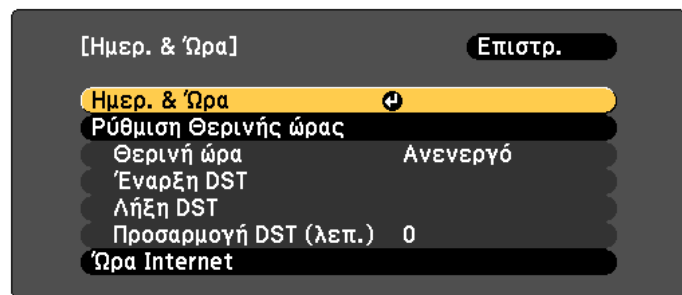 [Ημερ. & Ώρα] Επιστρ.
Ημερ. & Ώρα
Ρύθμιση Θερινής ώρας
Θερινή ώρα Ανενεργό
Έναρξη DST
Λήξη DST
Προσαρμογή DST (λεπ.) 0
Ώρα Internet